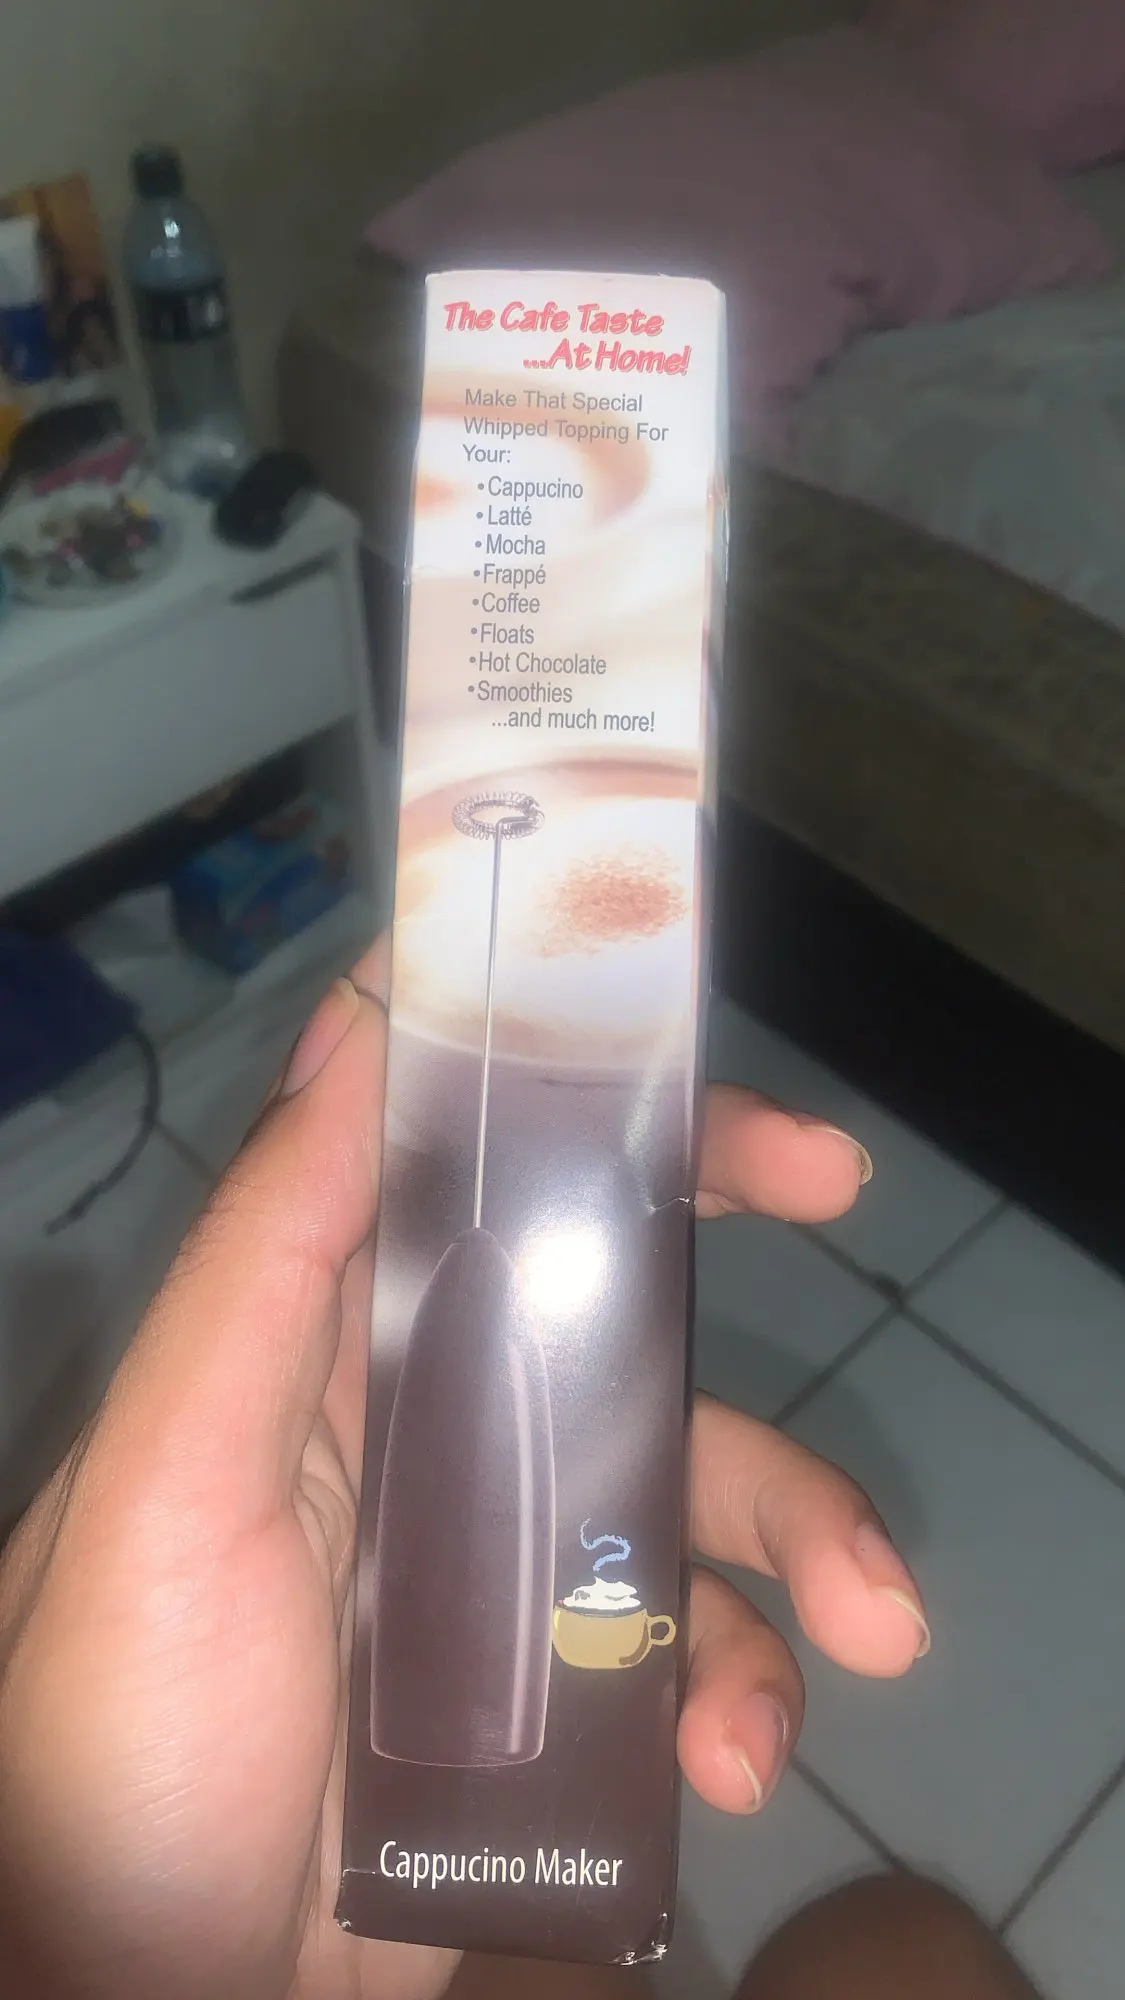 The Cafe Taste
...At Home!
Make That Special
Whipped Topping For
Your:
•Cappucino
•Latté
•Mocha
•Frappé
•Coffee
•Floats
•Hot Chocolate
•Smoothies
...and much more!
Cappucino Maker